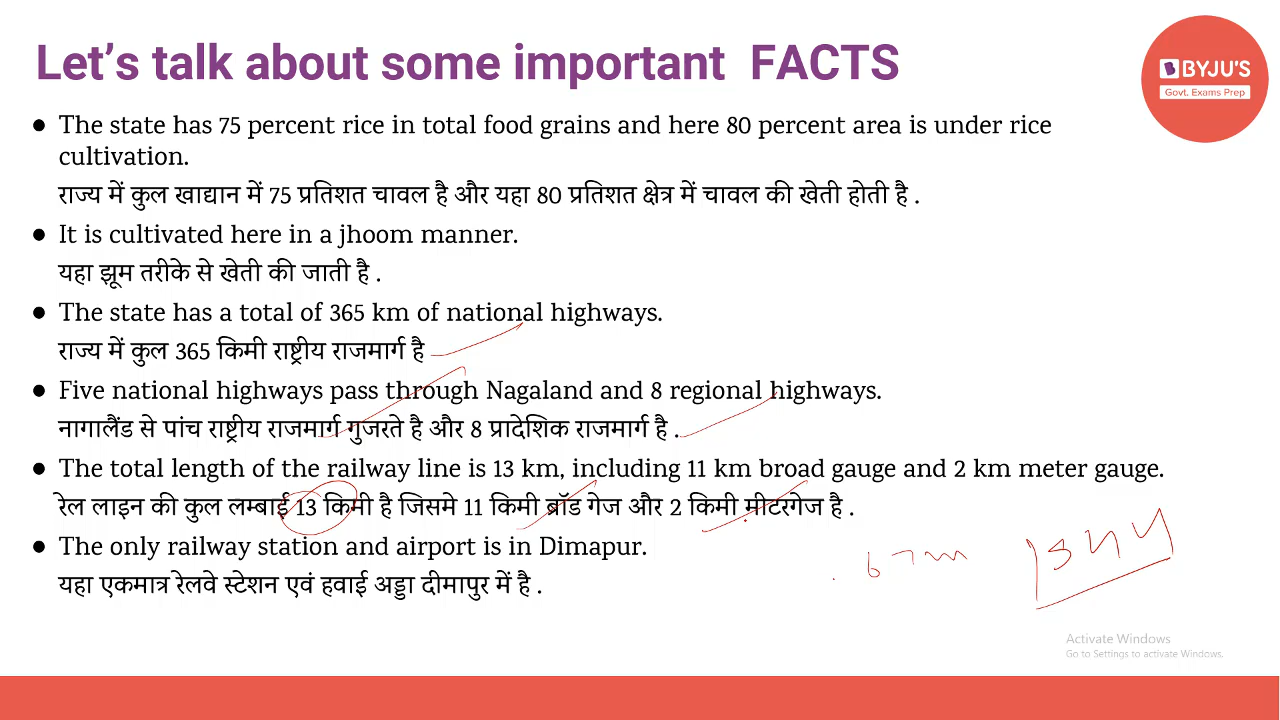 Let’s talk about some important FACTS
BYJU'S
Govt. Exams Prep
● The state has 75 percent rice in total food grains and here 80 percent area is under rice
cultivation.
राज्य में कुल खाद्यान में 75 प्रतिशत चावल है और यहा 80 प्रतिशत क्षेत्र में चावल की खेती होती है .
● It is cultivated here in a jhoom manner.
यहा झूम तरीके से खेती की जाती है .
● The state has a total of 365 km of national highways.
राज्य में कुल 365 किमी राष्ट्रीय राजमार्ग है
● Five national highways pass through Nagaland and 8 regional highways.
नागालैंड से पांच राष्ट्रीय राजमार्ग गुजरते है और 8 प्रादेशिक राजमार्ग है .
● The total length of the railway line is 13 km, including 11 km broad gauge and 2 km meter gauge.
रेल लाइन की कुल लम्बाई 13 किमी है जिसमे 11 किमी ब्रॉड गेज और 2 किमी मीटरगेज है .
● The only railway station and airport is in Dimapur.
यहा एकमात्र रेलवे स्टेशन एवं हवाई अड्डा दीमापुर में है .
Activate Windows
Go to Settings to activate Windows.